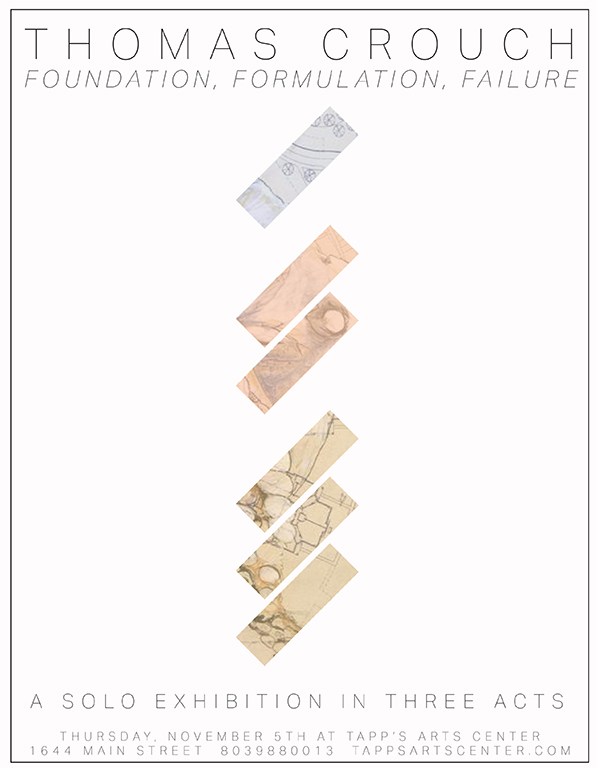 THOMAS CROUCH
FOUNDATION, FORMULATION, FAILURE
A SOLO EXHIBITION IN THREE ACTS
THURSDAY, NOVEMBER 5TH AT TAPP'S ARTS CENTER
1644 MAIN STREET 8039880013 TAPPSARTSCENTER.COM